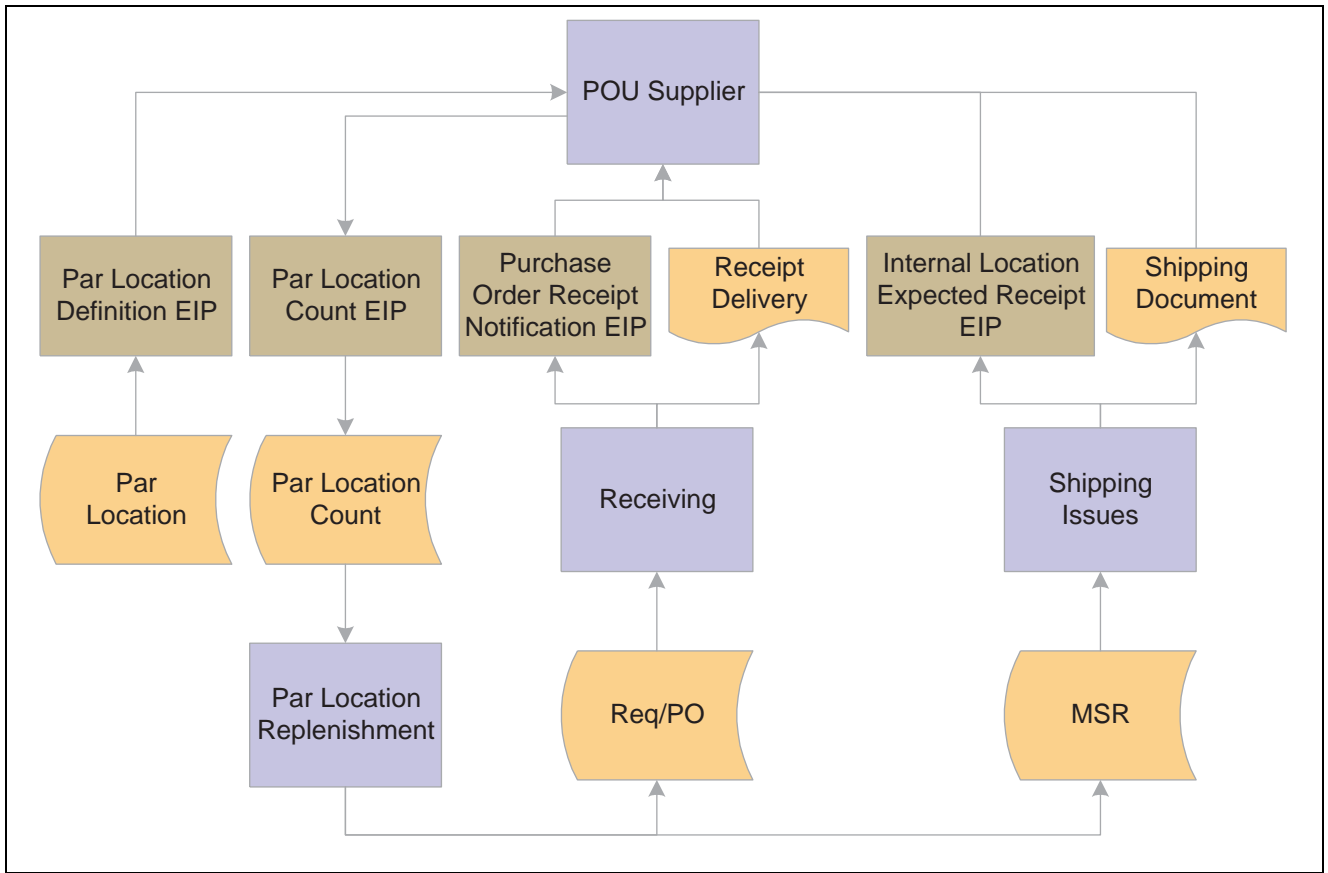 POU Supplier
Par Location
Definition EIP
Par Location
Count EIP
Purchase
Order Receipt
Notification EIP
Receipt
Delivery
Internal Location
Expected Receipt
EIP
Shipping
Document
Par
Location
Par Location
Count
Receiving
Shipping
Issues
Par Location
Replenishment
Req/PO
MSR